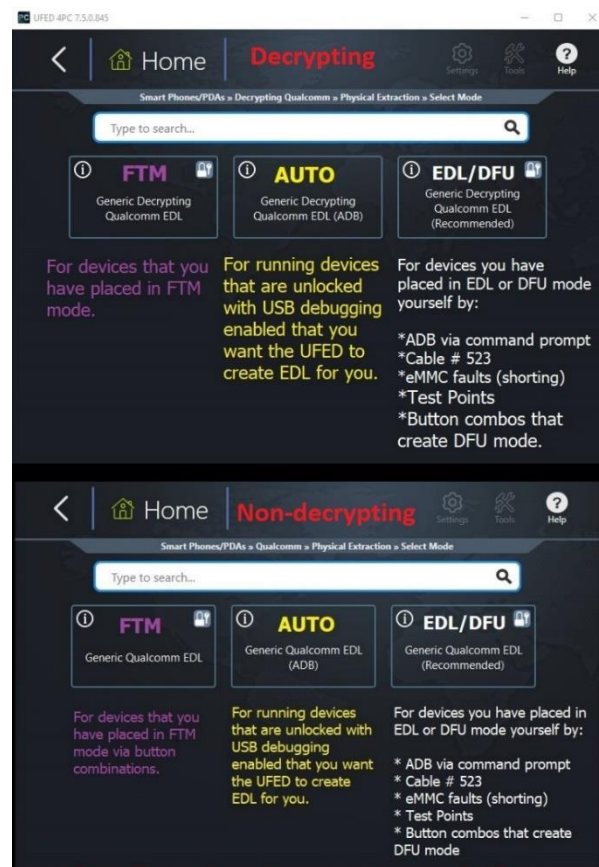 UFED 4PC 7.5.0.845
Home
Decrypting
Settings
Tools
Help
Smart Phones/PDAs » Decrypting Qualcomm » Physical Extraction » Select Mode
Type to search...
FTM
Generic Decrypting
Qualcomm EDL
AUTO
Generic Decrypting
Qualcomm EDL (ADB)
EDL/DFU
Generic Decrypting
Qualcomm EDL
(Recommended)
For devices that you
have placed in FTM
mode.
For running devices
that are unlocked
with USB debugging
enabled that you
want the UFED to
create EDL for you.
For devices you have
placed in EDL or DFU mode
yourself by:
*ADB via command prompt
*Cable # 523
*eMMC faults (shorting)
*Test Points
*Button combos that
create DFU mode.
Home
Non-decrypting
Settings
Tools
Help
Smart Phones/PDAs » Qualcomm » Physical Extraction » Select Mode
Type to search...
FTM
Generic Qualcomm EDL
AUTO
Generic Qualcomm EDL
(ADB)
EDL/DFU
Generic Qualcomm EDL
(Recommended)
For devices that you
have placed in FTM
mode via button
combinations.
For running devices
that are unlocked with
USB debugging
enabled that you want
the UFED to create
EDL for you.
For devices you have placed in
EDL or DFU mode yourself by:
* ADB via command prompt
* Cable # 523
* eMMC faults (shorting)
* Test Points
* Button combos that create
DFU mode